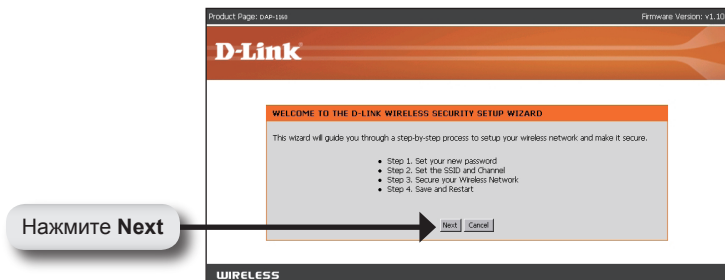 Product Page: DAP-1160 Firmware Version: v1.10
D-Link
WELCOME TO THE D-LINK WIRELESS SECURITY SETUP WIZARD
This wizard will guide you through a step-by-step process to setup your wireless network and make it secure.
• Step 1. Set your new password
• Step 2. Set the SSID and Channel
• Step 3. Secure your Wireless Network
• Step 4. Save and Restart
Нажмите Next
Next Cancel
WIRELESS